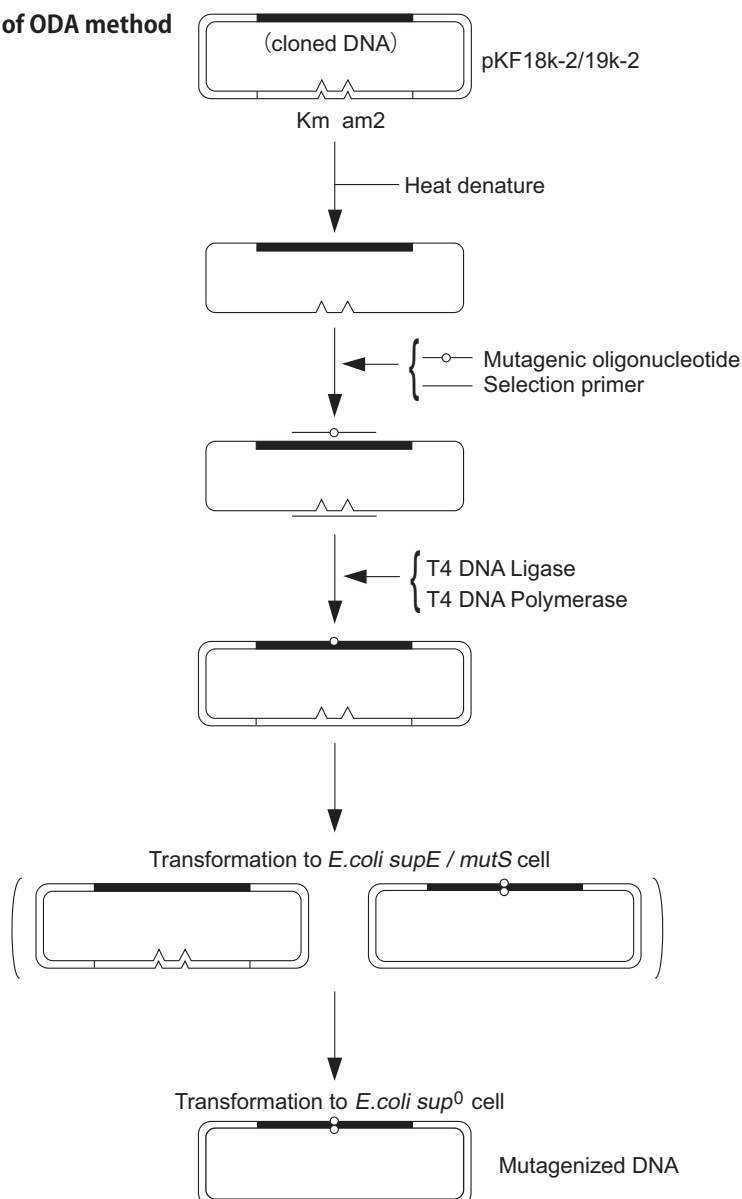 of ODA method
(cloned DNA)
pKF18k-2/19k-2
Km am2
Heat denature
Mutagenic oligonucleotide
Selection primer
T4 DNA Ligase
T4 DNA Polymerase
Transformation to E.coli supE / mutS cell
Transformation to E.coli sup0 cell
Mutagenized DNA